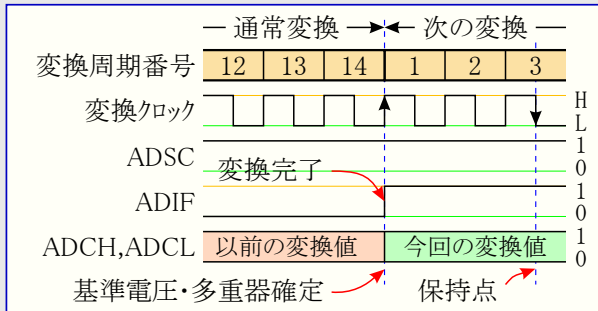 通常変換 次の変換
変換周期番号 12 13 14 1 2 3
変換クロック H L
ADSC 1 0
変換完了
ADIF 1 0
ADCH,ADCL 以前の変換値 今回の変換値 1 0
基準電圧・多重器確定 保持点